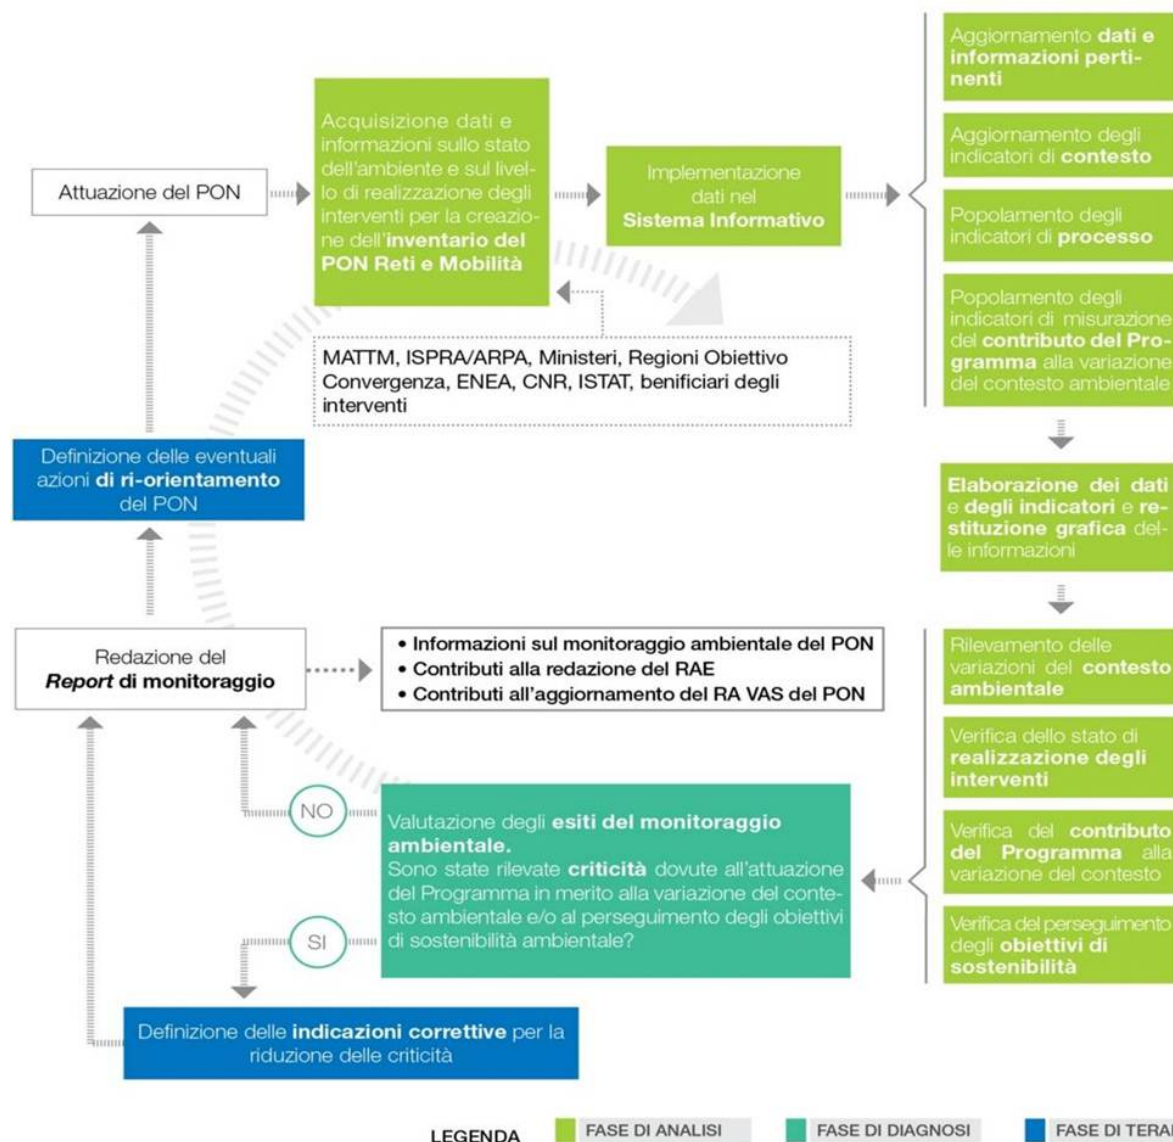 Attuazione del PON
Acquisizione dati e
informazioni sullo stato
dell'ambiente e sul livel-
lo di realizzazione degli
interventi per la creazio-
ne dell'inventario del
PON Reti e Mobilità
Implementazione
dati nel
Sistema Informativo
Aggiornamento dati e
informazioni perti-
nenti
Aggiornamento degli
indicatori di contesto
Popolamento degli
indicatori di processo
Popolamento degli
indicatori di misurazione
del contributo del Pro-
gramma alla variazione
del contesto ambientale
MATTM, ISPRA/ARPA, Ministeri, Regioni Obiettivo
Convergenza, ENEA, CNR, ISTAT, benificiari degli
interventi
Definizione delle eventuali
azioni di ri-orientamento
del PON
Elaborazione dei dati
e degli indicatori e re-
stituzione grafica del-
le informazioni
Redazione del
Report di monitoraggio
• Informazioni sul monitoraggio ambientale del PON
• Contributi alla redazione del RAE
• Contributi all'aggiornamento del RA VAS del PON
Rilevamento delle
variazioni del contesto
ambientale
Verifica dello stato di
realizzazione degli
interventi
Verifica del contributo
del Programma alla
variazione del contesto
Verifica del perseguimento
degli obiettivi di
sostenibilità
NO
Valutazione degli esiti del monitoraggio
ambientale.
Sono state rilevate criticità dovute all'attuazione
del Programma in merito alla variazione del conte-
sto ambientale e/o al perseguimento degli obiettivi
di sostenibilità ambientale?
SI
Definizione delle indicazioni correttive per la
riduzione delle criticità
LEGENDA
FASE DI ANALISI
FASE DI DIAGNOSI
FASE DI TERA